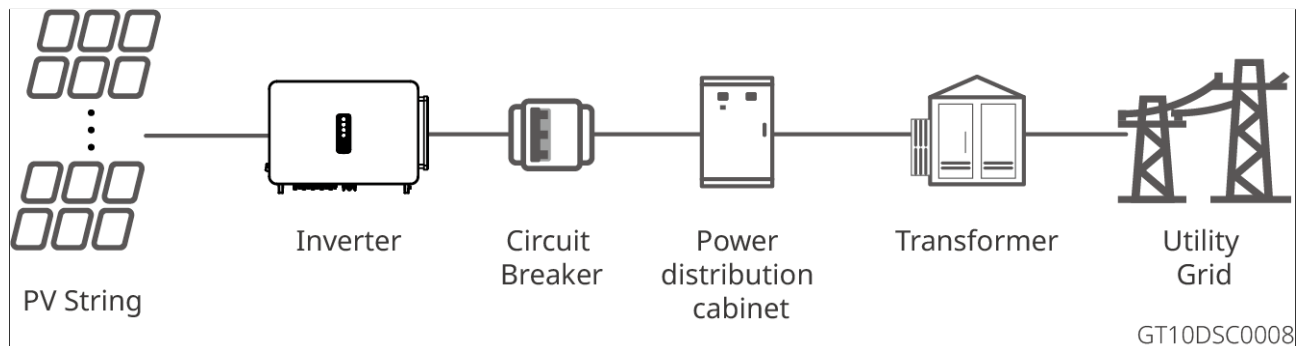 PV String
Inverter
Circuit
Breaker
Power
distribution
cabinet
Transformer
Utility
Grid
GT10DSC0008